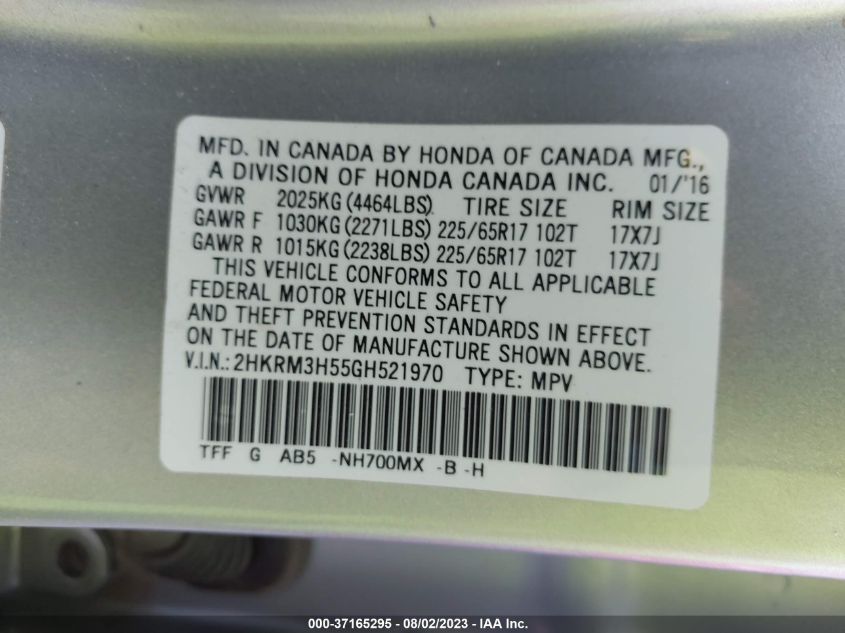 MFD. IN CANADA BY HONDA OF CANADA MFG.,
A DIVISION OF HONDA CANADA INC. 01/'16
GVWR 2025KG (4464LBS) TIRE SIZE RIM SIZE
GAWR F 1030KG (2271LBS) 225/65R17 102T 17X7J
GAWR R 1015KG (2238LBS) 225/65R17 102T 17X7J
THIS VEHICLE CONFORMS TO ALL APPLICABLE
FEDERAL MOTOR VEHICLE SAFETY
AND THEFT PREVENTION STANDARDS IN EFFECT
ON THE DATE OF MANUFACTURE SHOWN ABOVE.
V.I.N.: 2HKRM3H55GH521970 TYPE: MPV
TFF G AB5 -NH700MX -B -H
000-37165295 - 08/02/2023 - IAA Inc.